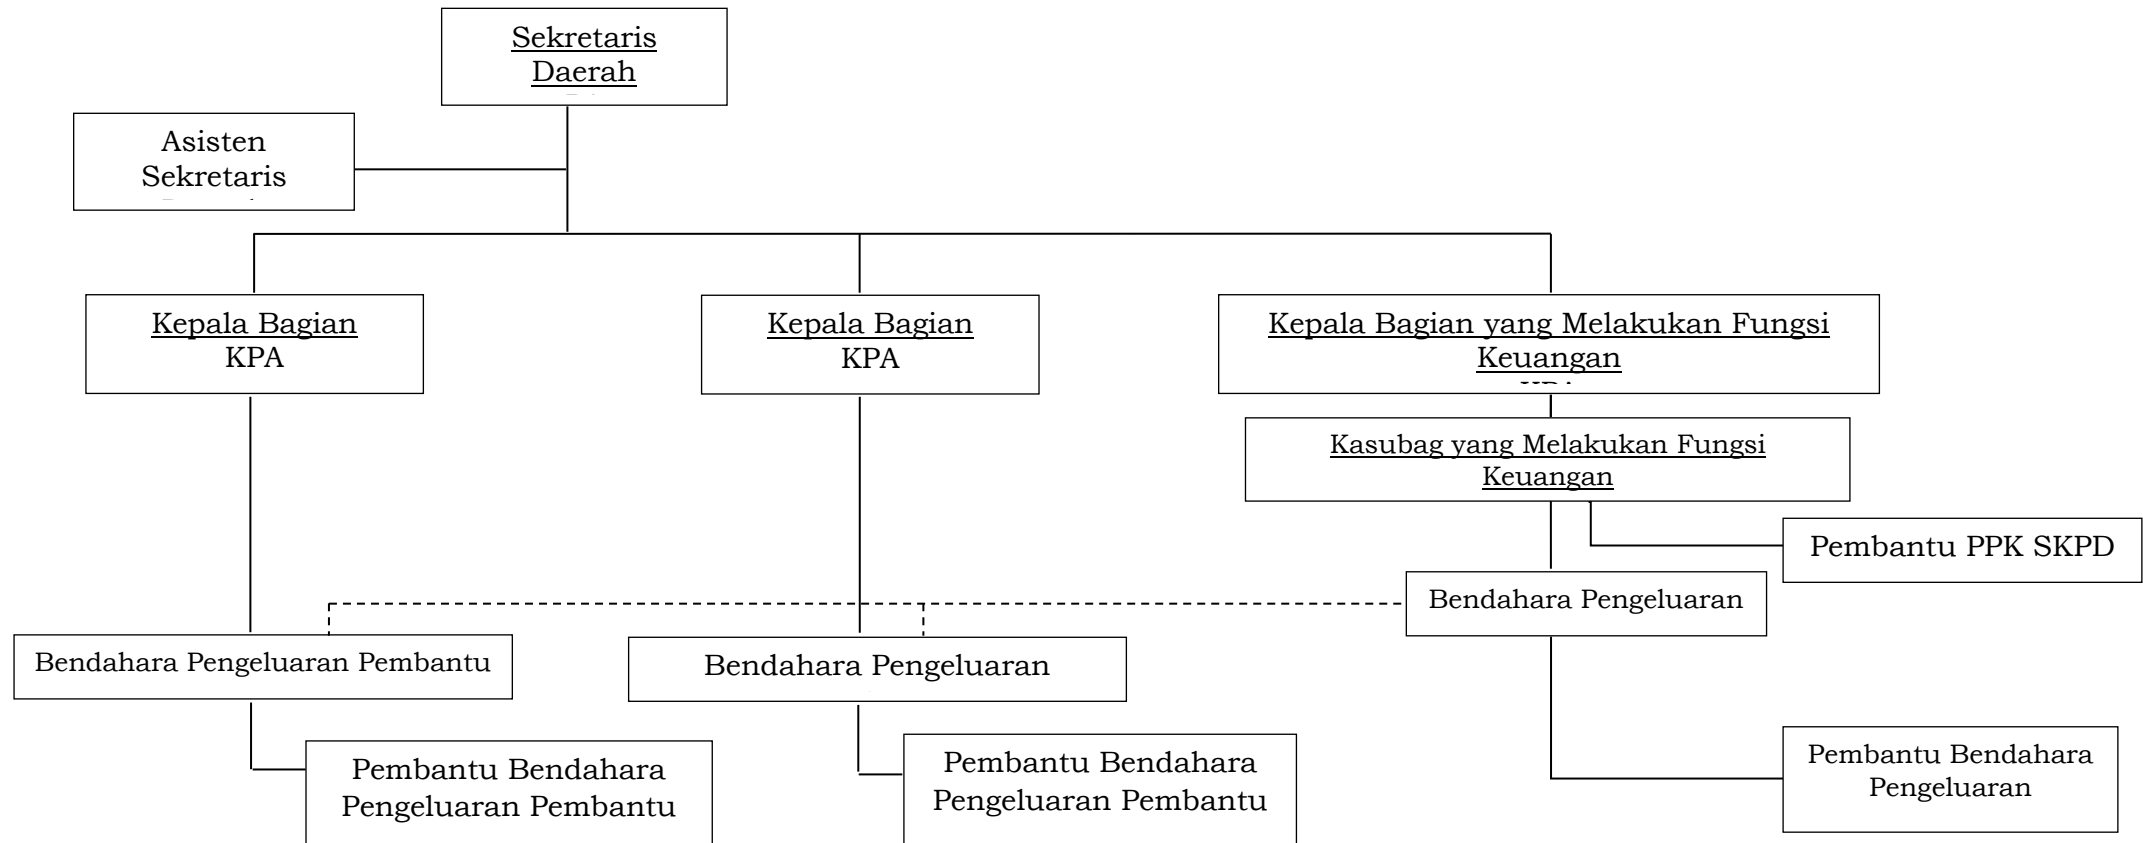 Sekretaris
Daerah
Asisten
Sekretaris
Kepala Bagian
KPA
Kepala Bagian
KPA
Kepala Bagian yang Melakukan Fungsi
Keuangan
Kasubag yang Melakukan Fungsi
Keuangan
Pembantu PPK SKPD
Bendahara Pengeluaran
Bendahara Pengeluaran Pembantu
Bendahara Pengeluaran
Pembantu Bendahara
Pengeluaran Pembantu
Pembantu Bendahara
Pengeluaran Pembantu
Pembantu Bendahara
Pengeluaran